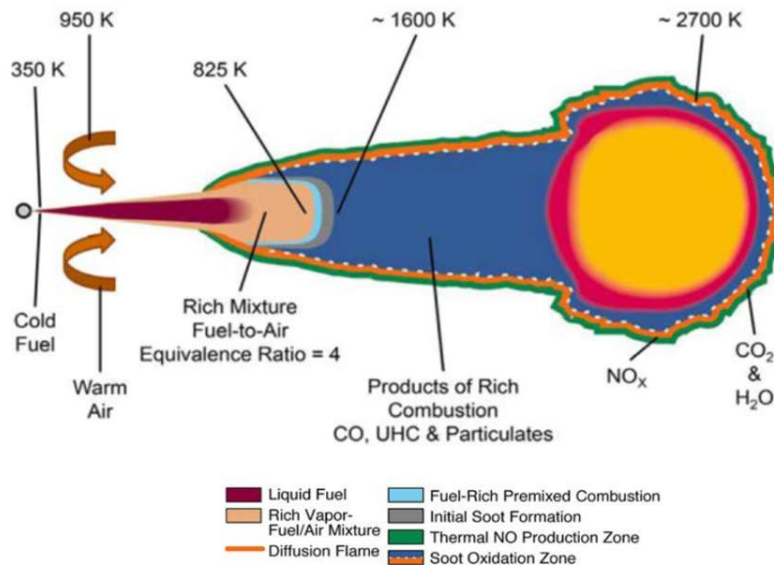 950 K
~ 1600 K
~ 2700 K
350 K
825 K
Cold
Fuel
Warm
Air
Rich Mixture
Fuel-to-Air
Equivalence Ratio = 4
Products of Rich
Combustion
CO, UHC & Particulates
NOX
CO2
&
H2O
Liquid Fuel
Rich Vapor-
Fuel/Air Mixture
Diffusion Flame
Fuel-Rich Premixed Combustion
Initial Soot Formation
Thermal NO Production Zone
Soot Oxidation Zone